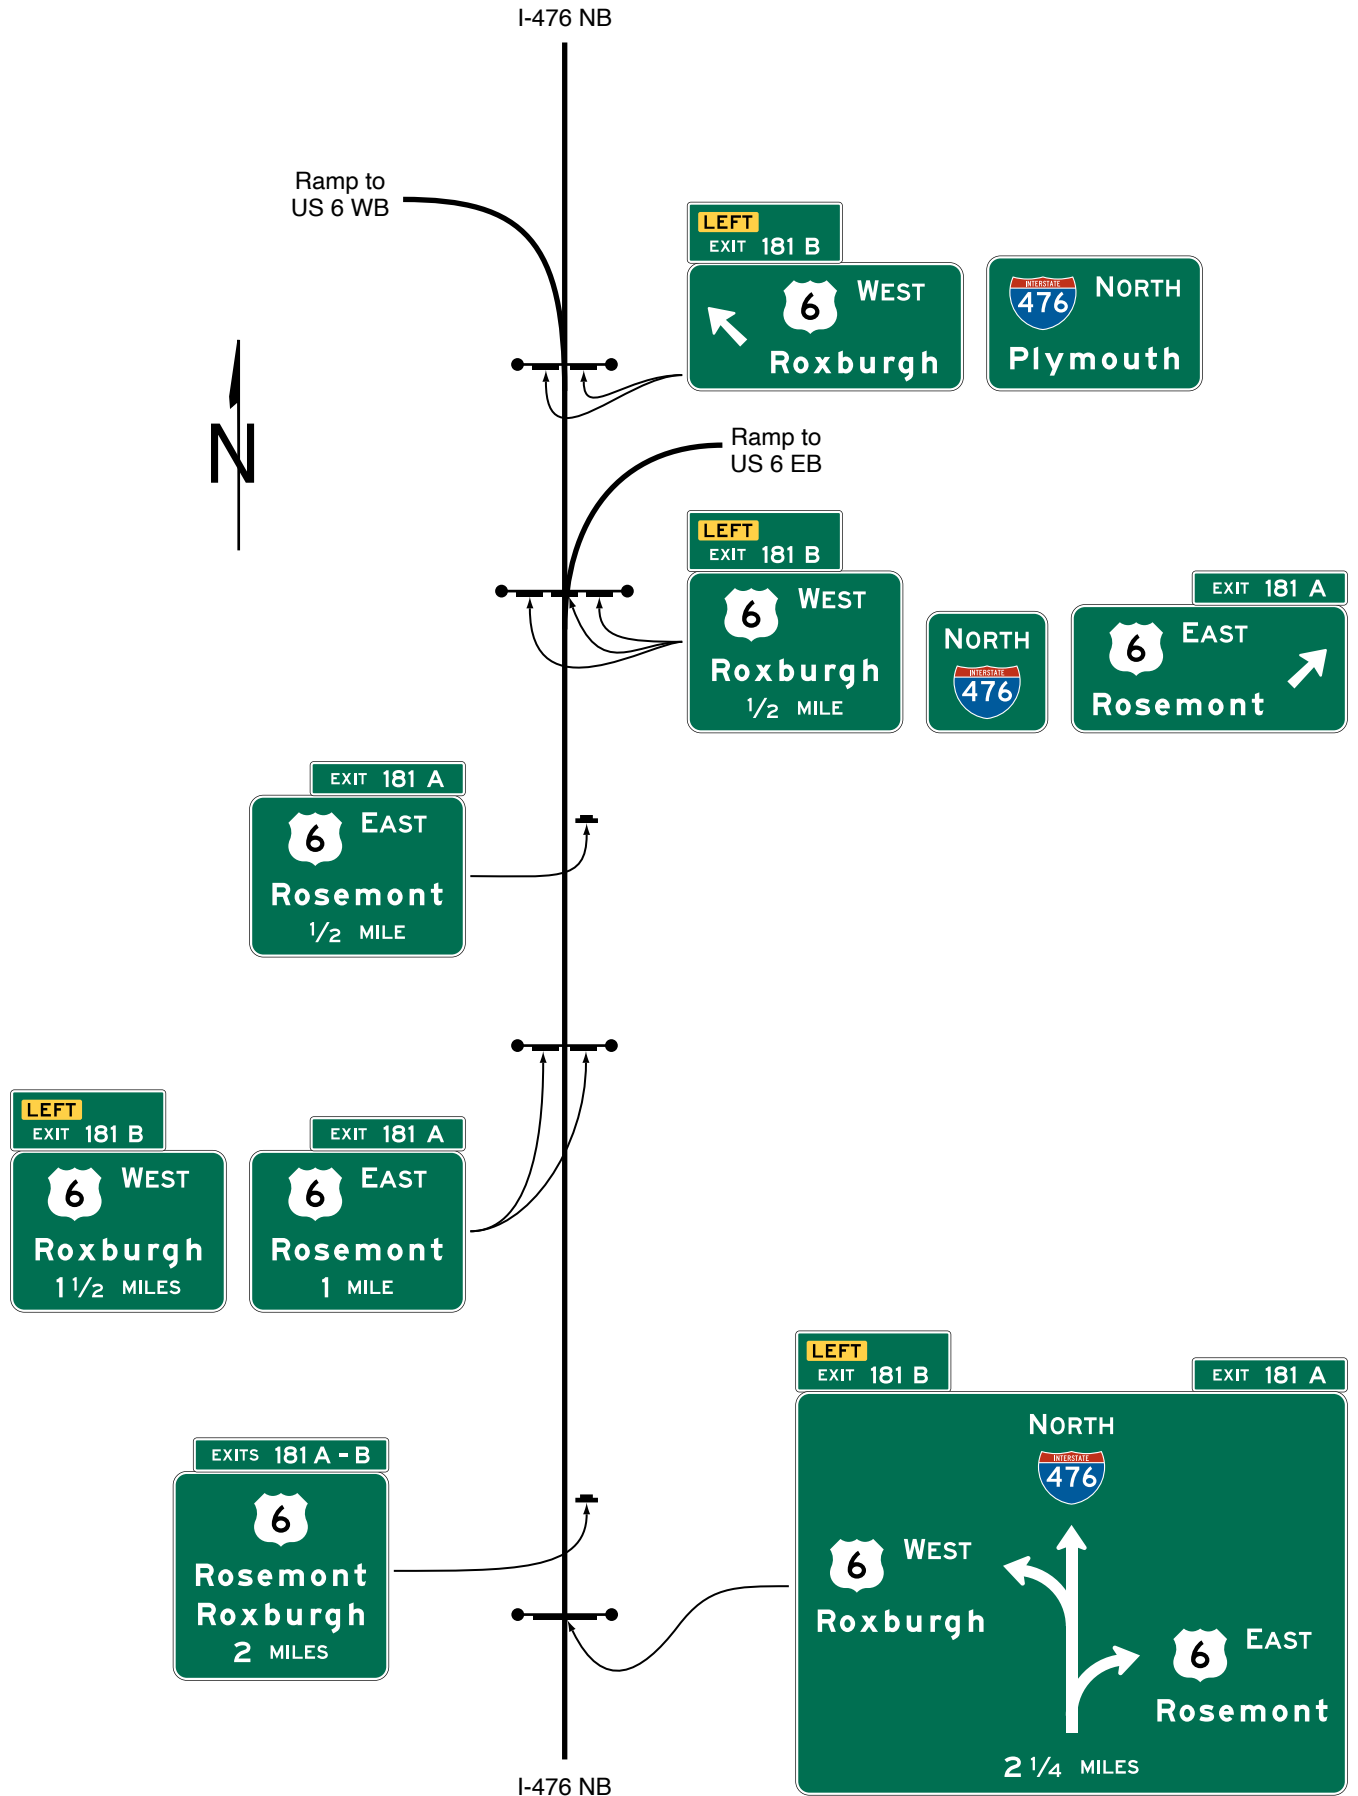 I-476 NB
Ramp to
US 6 WB
LEFT
EXIT 181 B
6 WEST
Roxburgh
INTERSTATE
476 NORTH
Plymouth
N
Ramp to
US 6 EB
LEFT
EXIT 181 B
6 WEST
Roxburgh
1/2 MILE
NORTH
INTERSTATE
476
EXIT 181 A
6 EAST
Rosemont
EXIT 181 A
6 EAST
Rosemont
1/2 MILE
LEFT
EXIT 181 B
6 WEST
Roxburgh
1 1/2 MILES
EXIT 181 A
6 EAST
Rosemont
1 MILE
EXITS 181 A - B
6
Rosemont
Roxburgh
2 MILES
LEFT
EXIT 181 B
EXIT 181 A
NORTH
INTERSTATE
476
6 WEST
Roxburgh
6 EAST
Rosemont
2 1/4 MILES
I-476 NB